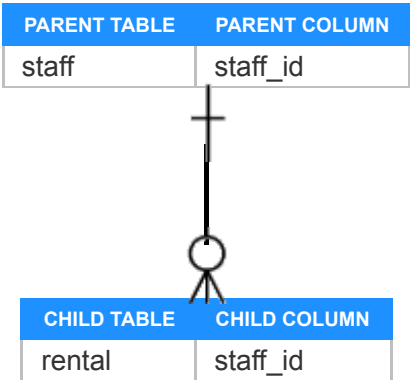 PARENT TABLE PARENT COLUMN
staff staff_id
CHILD TABLE CHILD COLUMN
rental staff_id